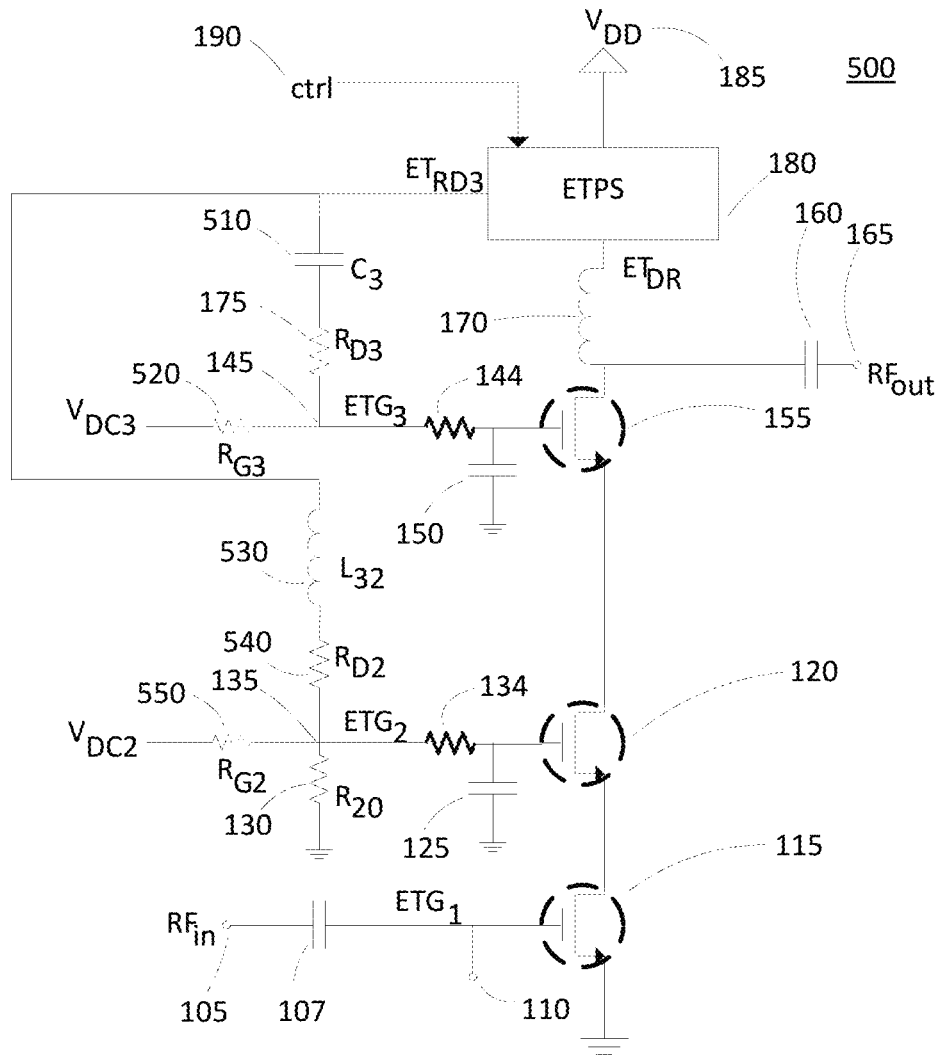 190
V_DD
185
500
ctrl
ET_RD3
ETPS
180
510
160
165
C_3
ET_DR
175
170
R_D3
145
520
144
RF_out
V_DC3
ETG_3
155
R_G3
150
530
L_32
540
R_D2
120
135
134
550
V_DC2
ETG_2
R_G2
R_20
130
125
115
ETG_1
RF_in
105
107
110